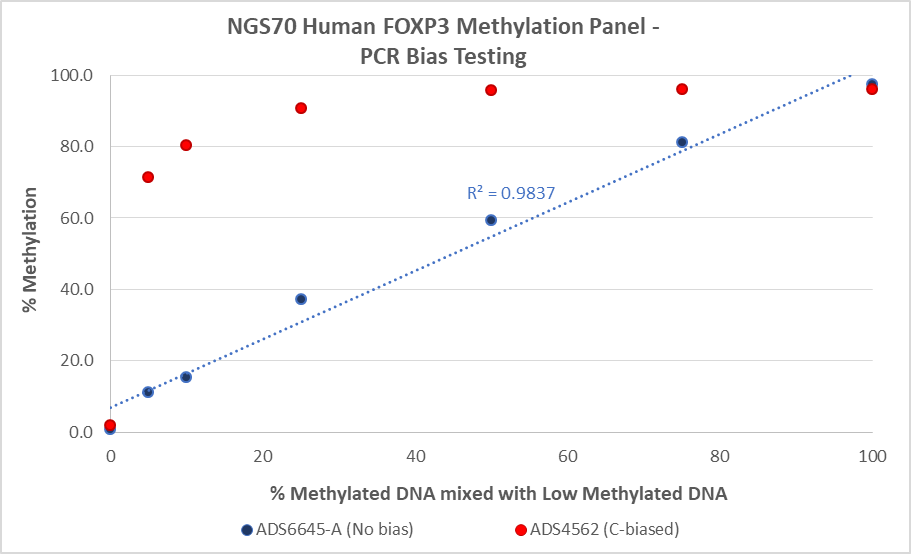 NGS70 Human FOXP3 Methylation Panel -
PCR Bias Testing
% Methylation
100.0
80.0
60.0
40.0
20.0
0.0
R² = 0.9837
0 20 40 60 80 100
% Methylated DNA mixed with Low Methylated DNA
ADS6645-A (No bias) ADS4562 (C-biased)